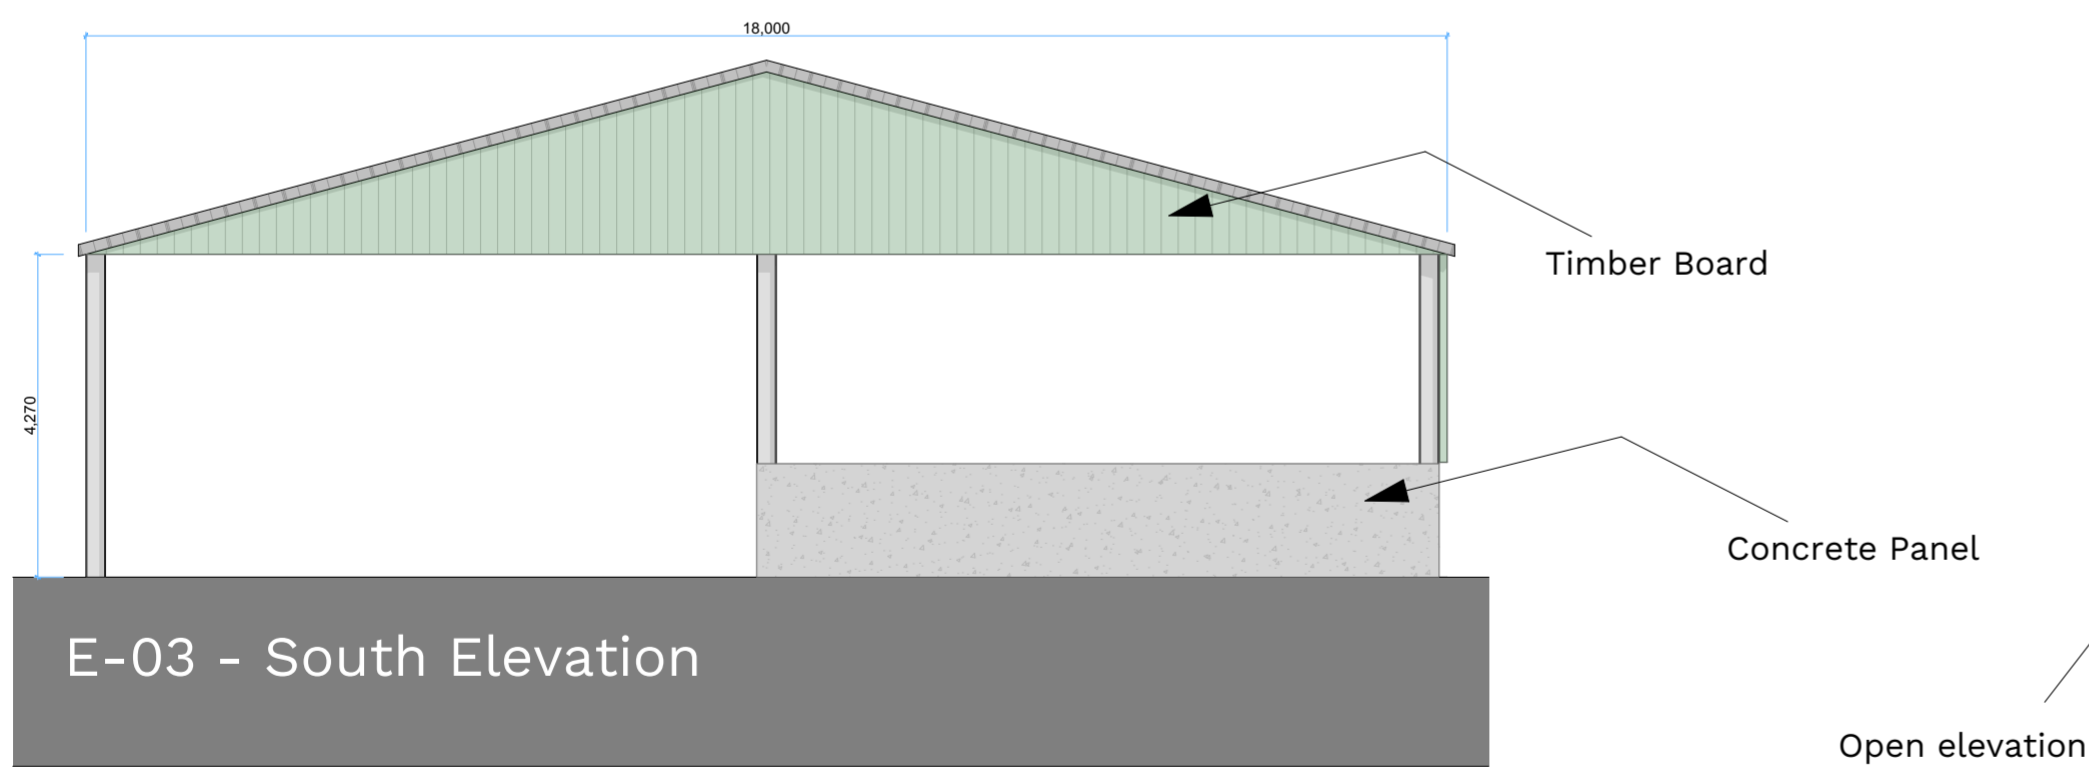 18,000
Timber Board
4,270
Concrete Panel
E-03 - South Elevation
Open elevation